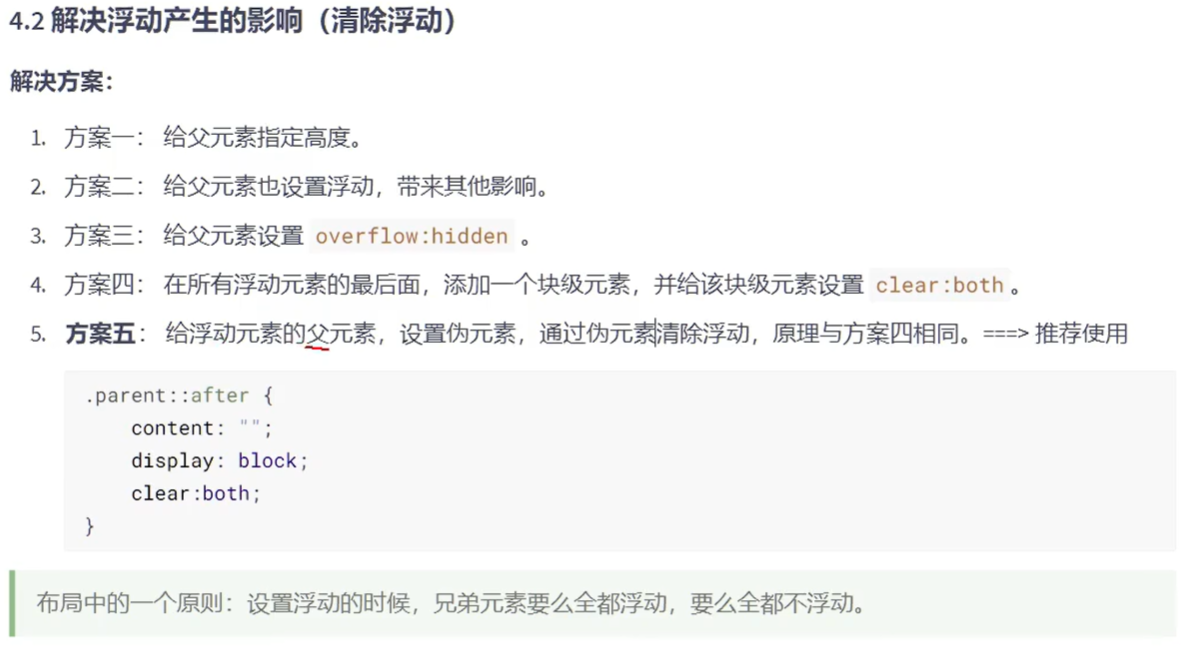 4.2 解决浮动产生的影响（清除浮动）
解决方案：
1. 方案一： 给父元素指定高度。
2. 方案二： 给父元素也设置浮动，带来其他影响。
3. 方案三： 给父元素设置 overflow:hidden 。
4. 方案四： 在所有浮动元素的最后面，添加一个块级元素，并给该块级元素设置 clear:both 。
5. 方案五： 给浮动元素的父元素，设置伪元素，通过伪元素清除浮动，原理与方案四相同。===> 推荐使用
.parent::after {
    content: "";
    display: block;
    clear:both;
}
布局中的一个原则：设置浮动的时候，兄弟元素要么全都浮动，要么全都不浮动。